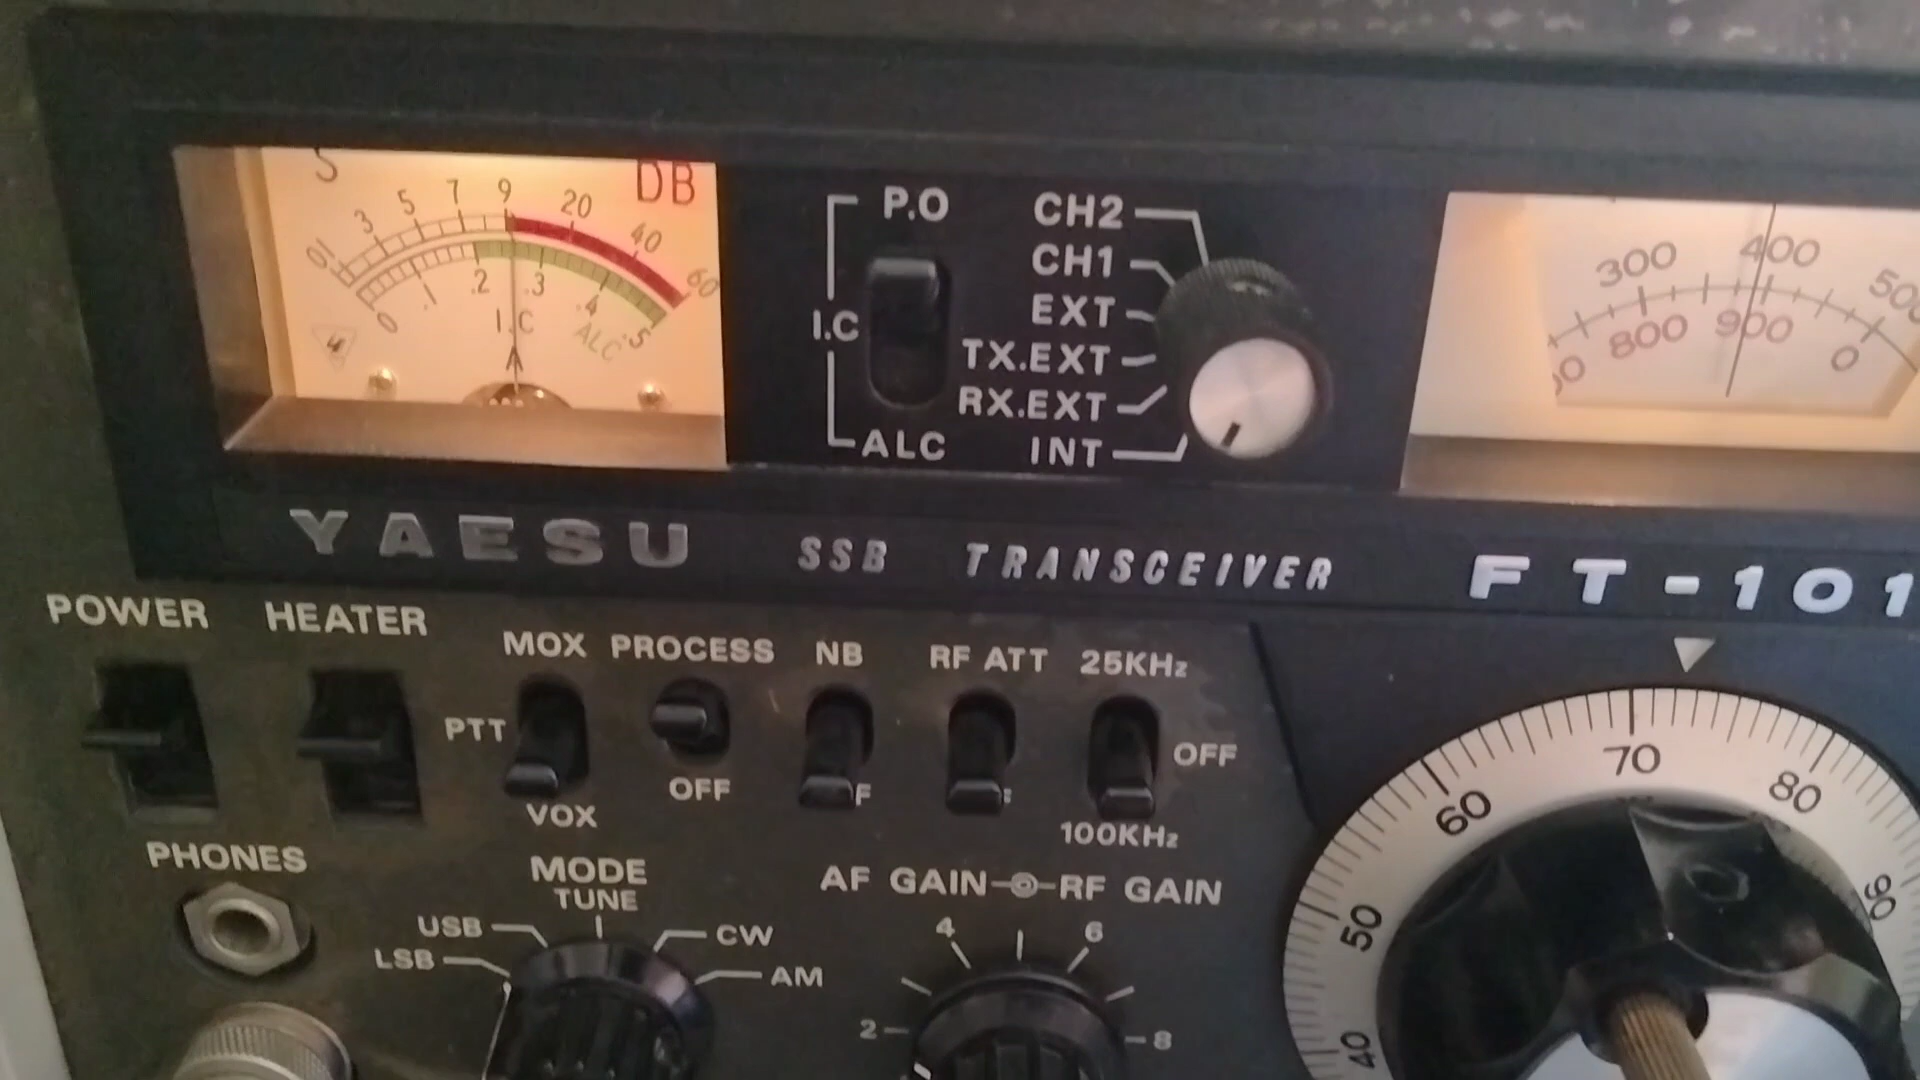 S DB
0 1 3 5 7 9 20 40 60
0 .1 .2 .3 .4 .5
I.C
ALC
P.O
I.C
ALC
CH2
CH1
EXT
TX.EXT
RX.EXT
INT
300 400 500
800 900 0
YAESU SSB TRANSCEIVER FT-101
POWER HEATER
MOX PROCESS NB RF ATT 25KHz
PTT
OFF
OFF
VOX
100KHz
PHONES
MODE
TUNE
USB
LSB
CW
AM
AF GAIN RF GAIN
4 6
2 8
40 50 60 70 80 90